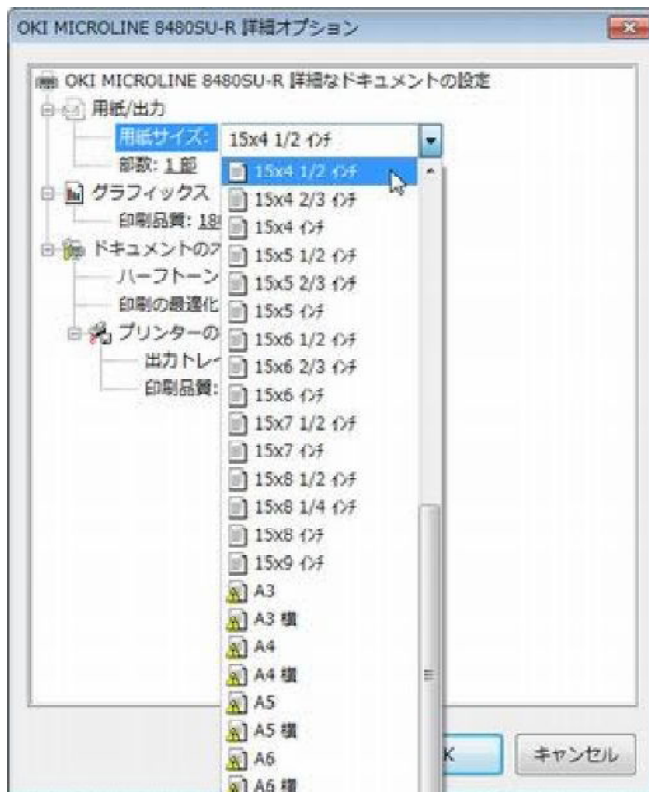 OKI MICROLINE 8480SU-R 詳細オプション
OKI MICROLINE 8480SU-R 詳細なドキュメントの設定
用紙/出力
用紙サイズ: 15x4 1/2 インチ
部数: 1 部
15x4 1/2 インチ
グラフィックス
15x4 2/3 インチ
印刷品質: 18
15x4 インチ
ドキュメントの
15x5 1/2 インチ
ハーフトーン
15x5 2/3 インチ
印刷の最適化
15x5 インチ
プリンターの
15x6 1/2 インチ
出力トレイ
15x6 2/3 インチ
印刷品質:
15x6 インチ
15x7 1/2 インチ
15x7 インチ
15x8 1/2 インチ
15x8 1/4 インチ
15x8 インチ
15x9 インチ
A3
A3 横
A4
A4 横
A5
A5 横
A6
A6 横
K
キャンセル